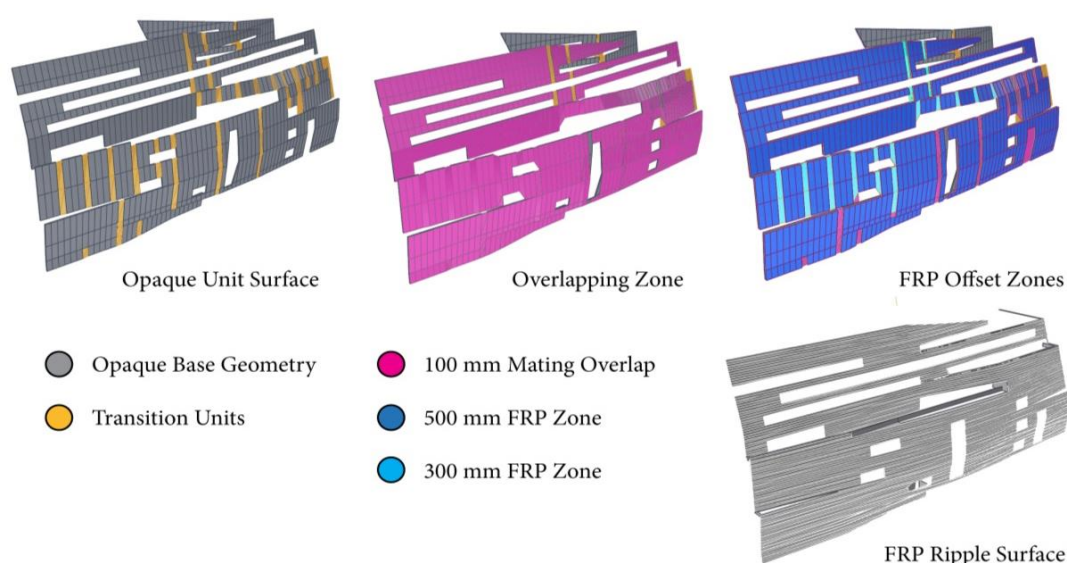 Opaque Unit Surface
Overlapping Zone
FRP Offset Zones
Opaque Base Geometry
100 mm Mating Overlap
Transition Units
500 mm FRP Zone
300 mm FRP Zone
FRP Ripple Surface